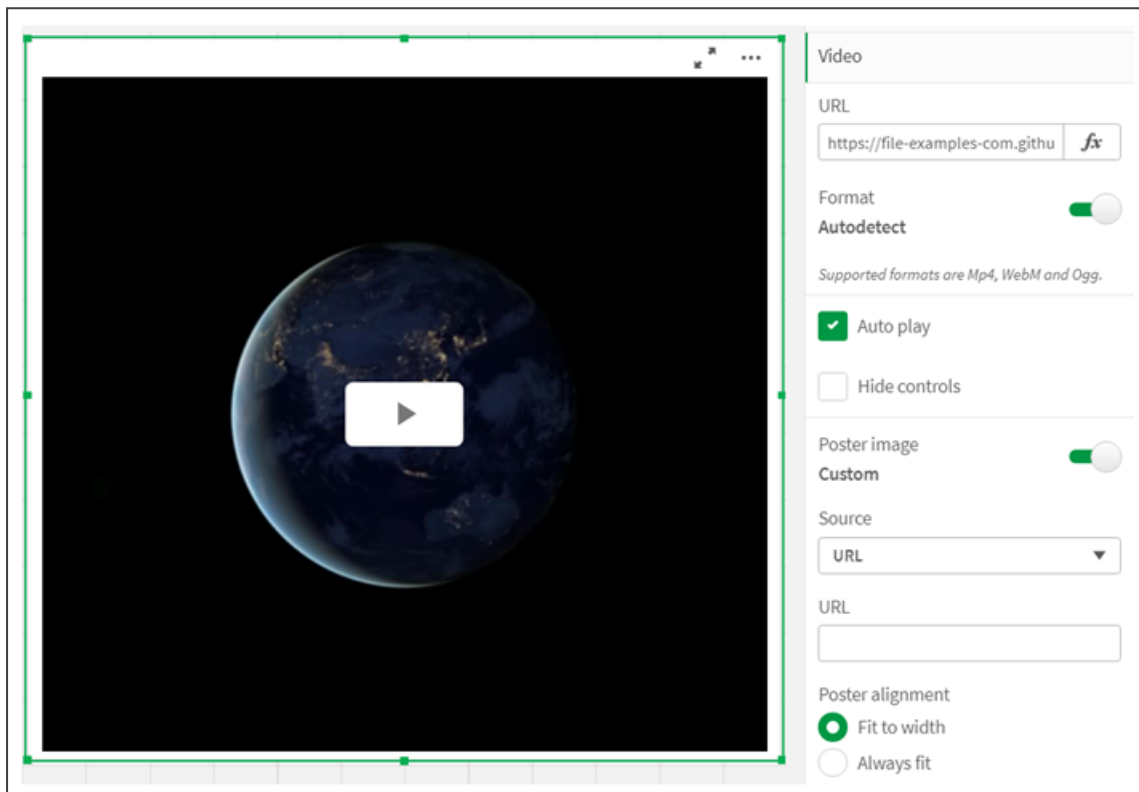 Video
URL
https://file-examples-com.githu
fx
Format
Autodetect
Supported formats are Mp4, WebM and Ogg.
Auto play
Hide controls
Poster image
Custom
Source
URL
URL
Poster alignment
Fit to width
Always fit